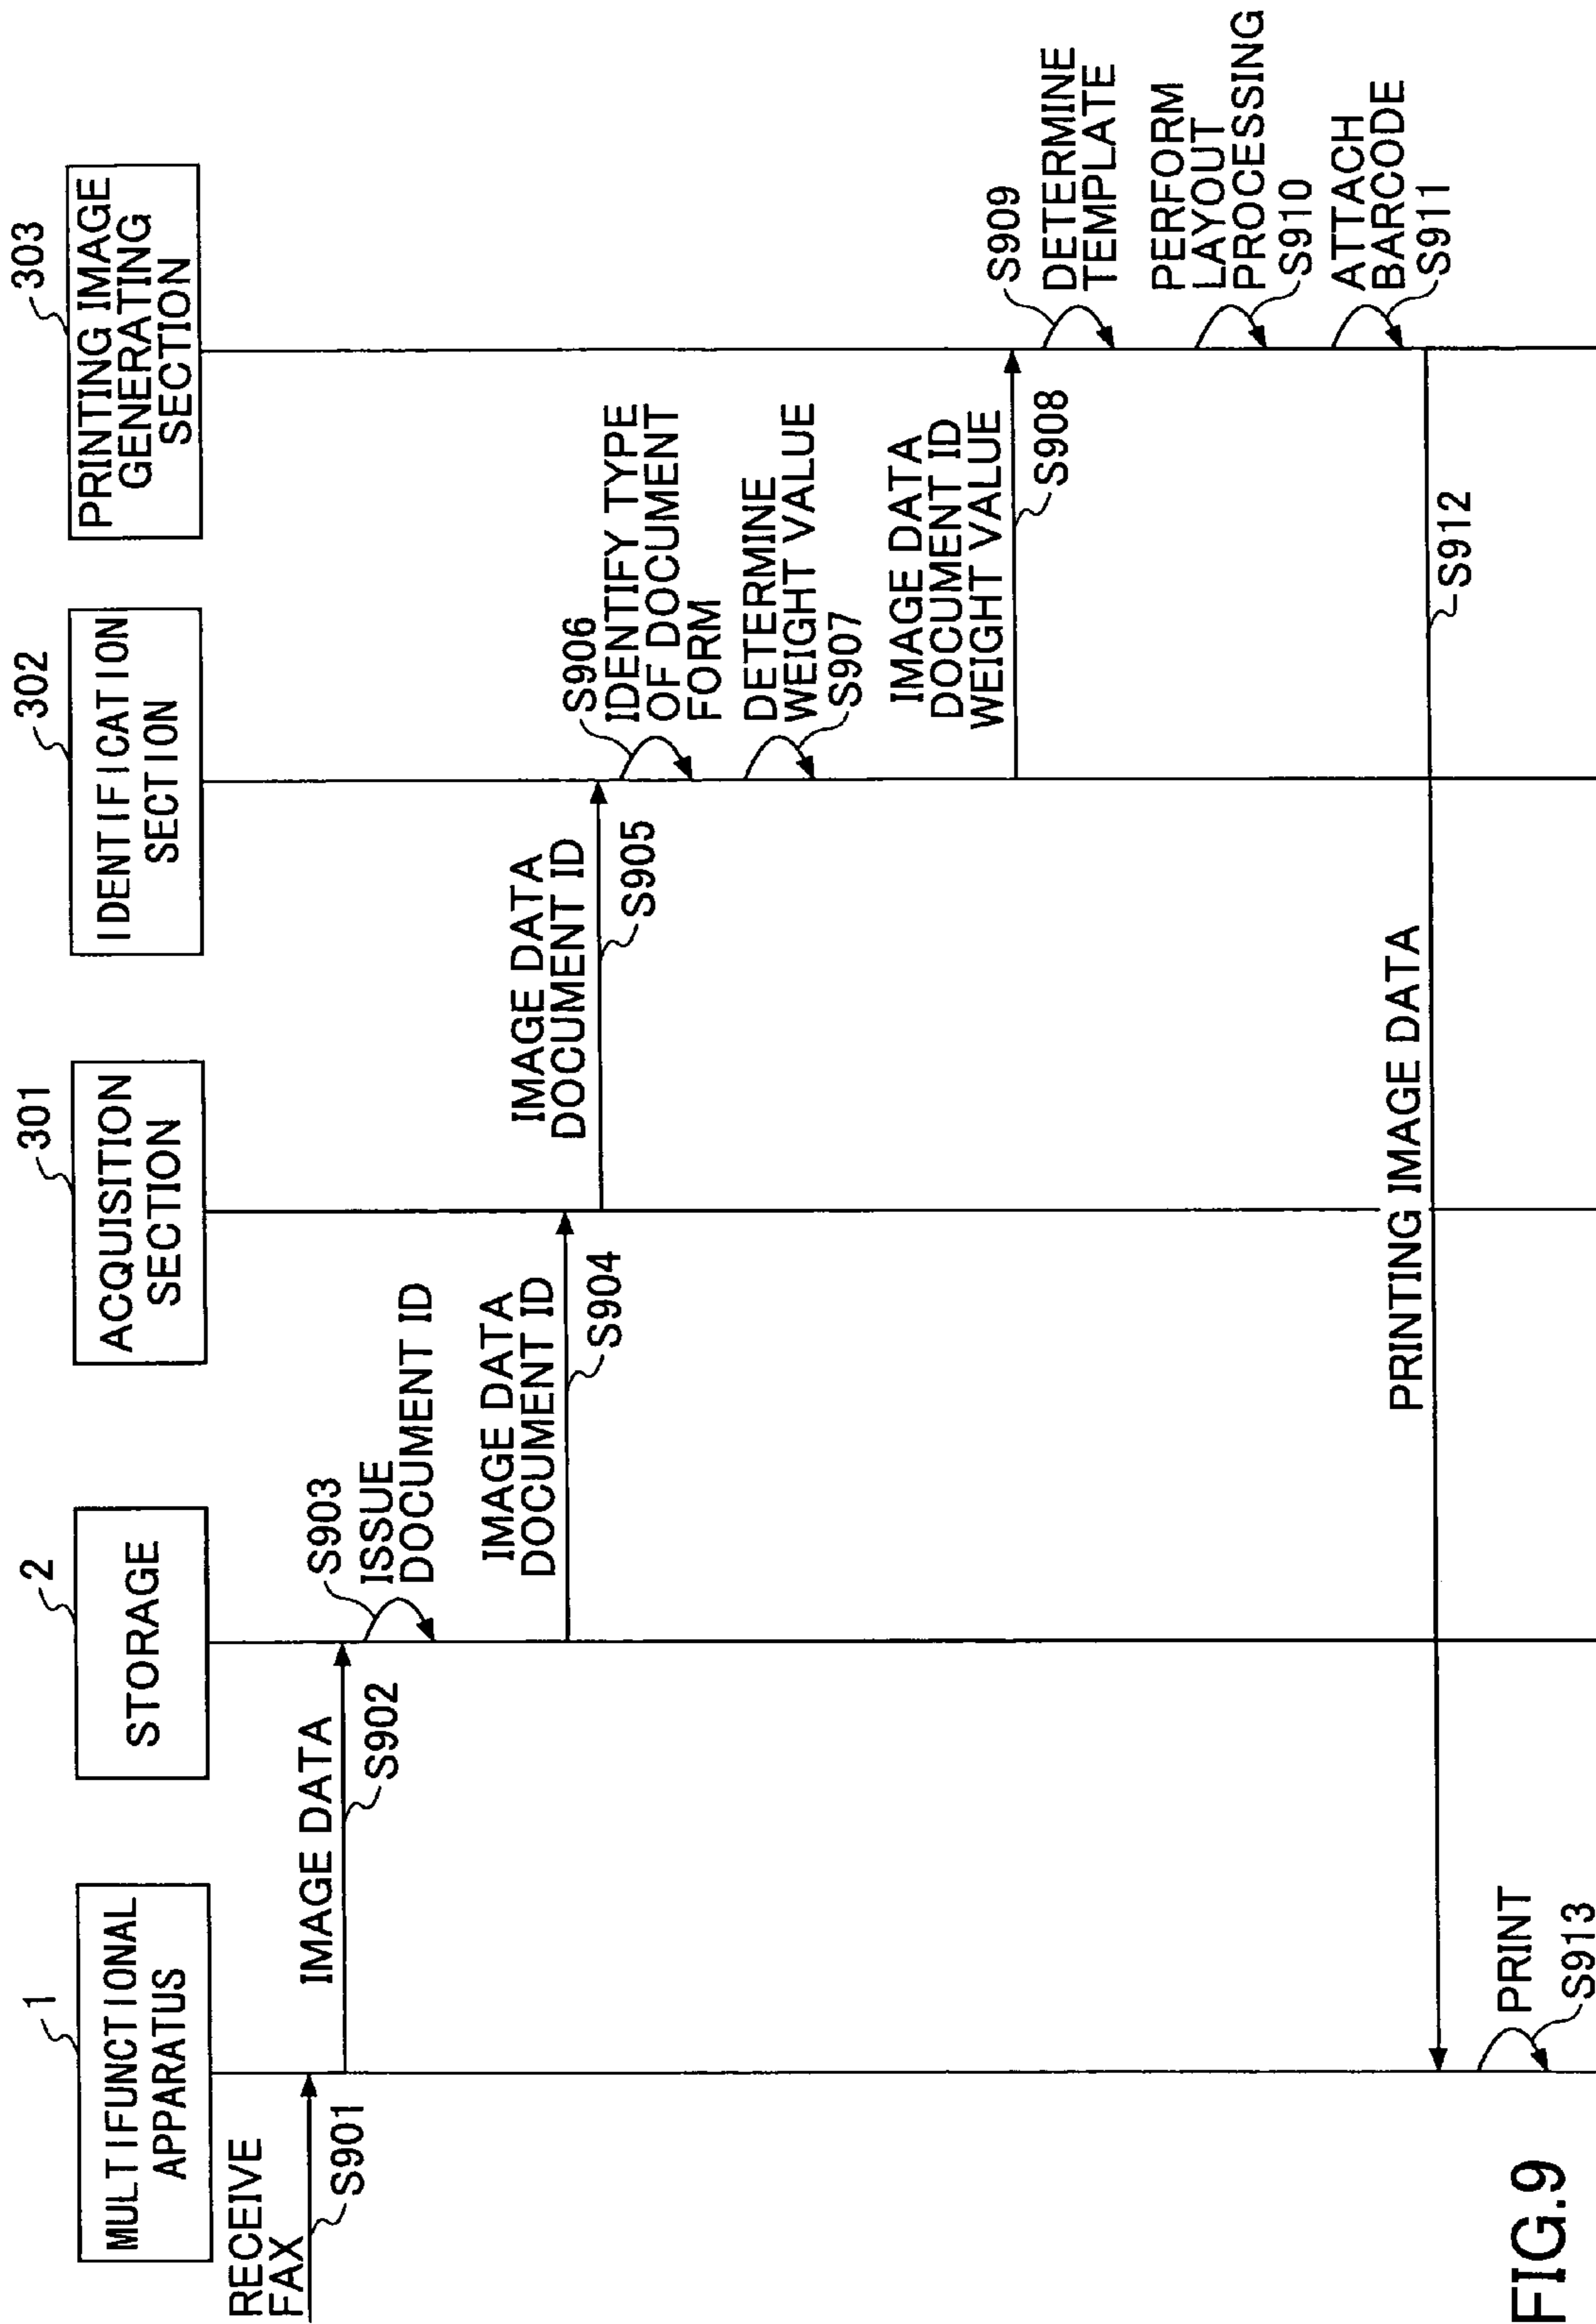 1
MULTIFUNCTIONAL
APPARATUS
2
STORAGE
301
ACQUISITION
SECTION
302
IDENTIFICATION
SECTION
303
PRINTING IMAGE
GENERATING
SECTION
RECEIVE
FAX
S901
IMAGE DATA
S902
S903
ISSUE
DOCUMENT ID
IMAGE DATA
DOCUMENT ID
S904
IMAGE DATA
DOCUMENT ID
S905
S906
IDENTIFY TYPE
OF DOCUMENT
FORM
DETERMINE
WEIGHT VALUE
S907
IMAGE DATA
DOCUMENT ID
WEIGHT VALUE
S908
S909
DETERMINE
TEMPLATE
PERFORM
LAYOUT
PROCESSING
S910
ATTACH
BARCODE
S911
PRINTING IMAGE DATA
S912
PRINT
S913
FIG.9